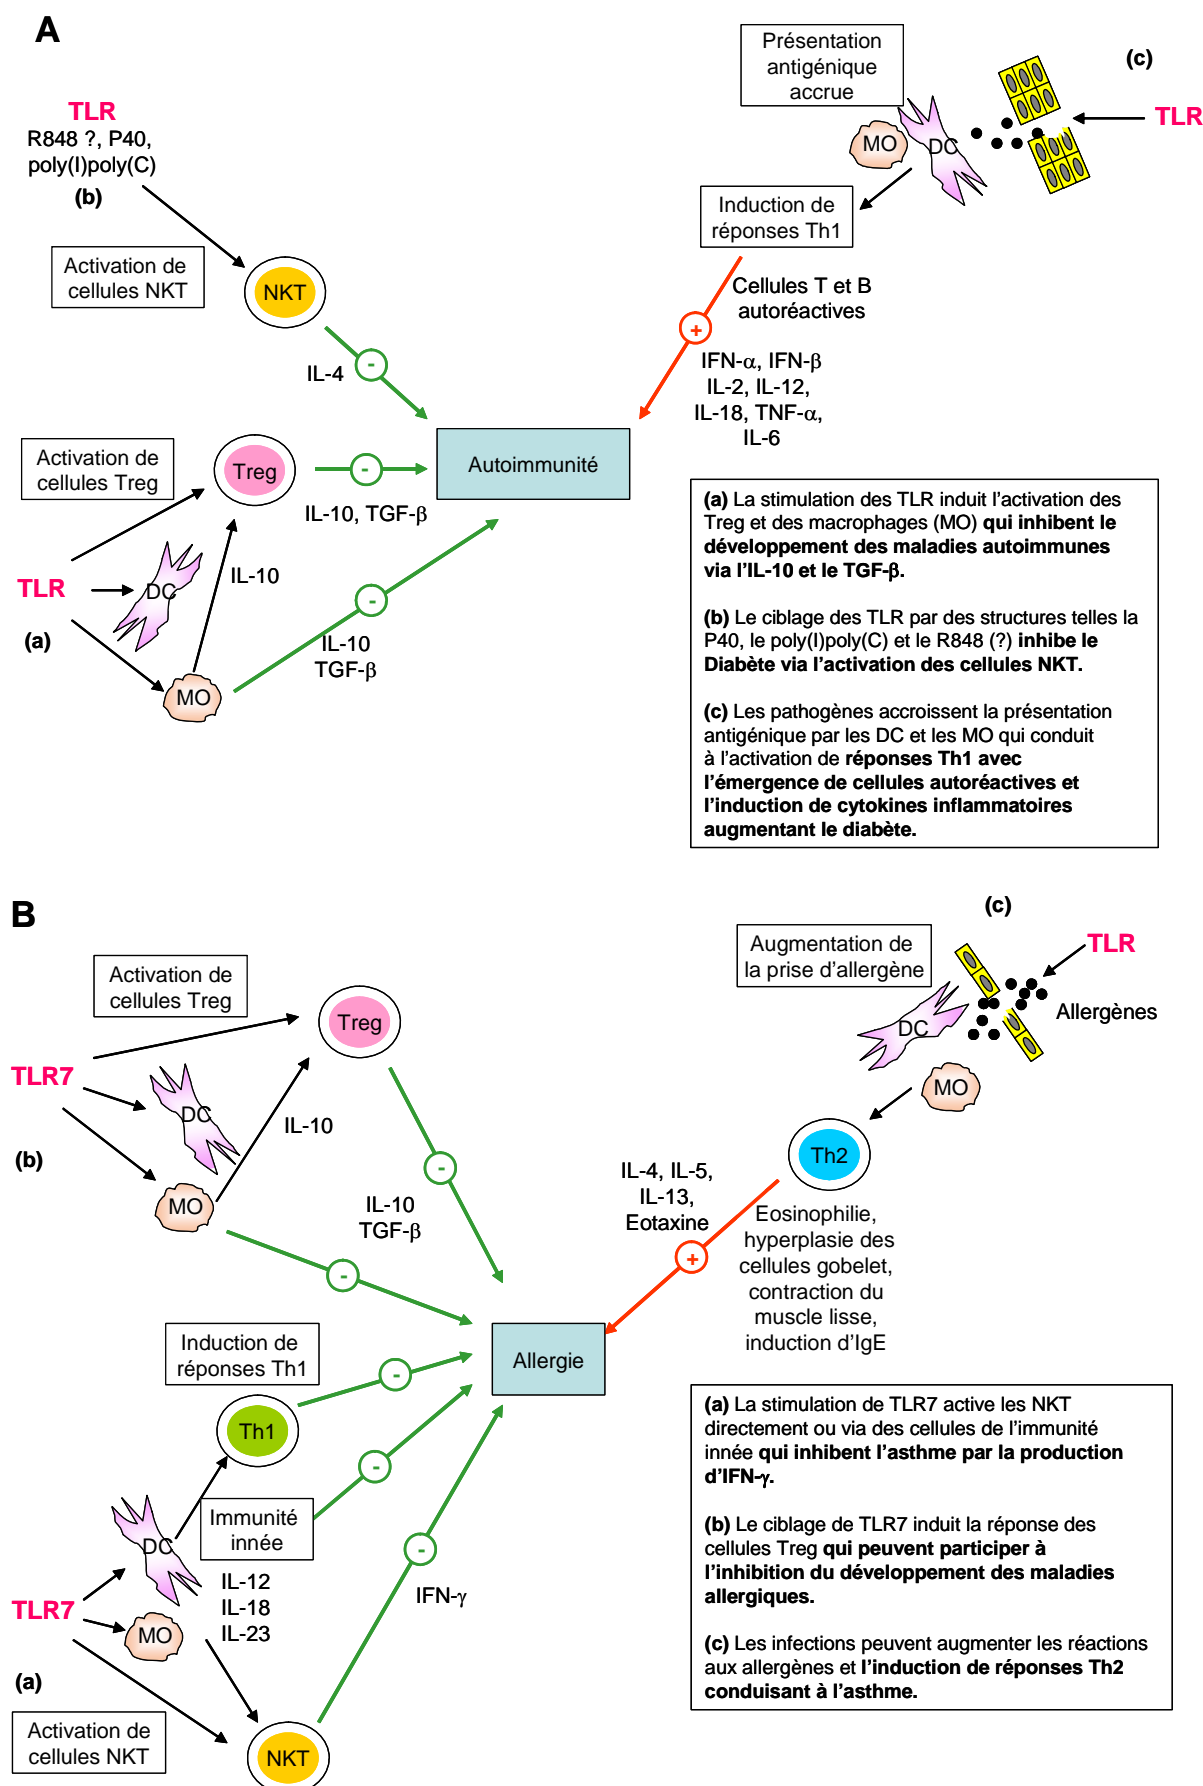 A
TLR
R848 ?, P40,
poly(I)poly(C)
(b)
Activation de
cellules NKT
NKT
IL-4
-
Activation de
cellules Treg
Treg
-
IL-10, TGF-β
TLR
DC
IL-10
(a)
MO
-
IL-10
TGF-β
Autoimmunité
Présentation
antigénique
accrue
(c)
TLR
MO
DC
Induction de
réponses Th1
Cellules T et B
autoréactives
+
IFN-α, IFN-β
IL-2, IL-12,
IL-18, TNF-α,
IL-6
(a) La stimulation des TLR induit l’activation des
Treg et des macrophages (MO) qui inhibent le
développement des maladies autoimmunes
via l’IL-10 et le TGF-β.
(b) Le ciblage des TLR par des structures telles la
P40, le poly(I)poly(C) et le R848 (?) inhibe le
Diabète via l’activation des cellules NKT.
(c) Les pathogènes accroissent la présentation
antigénique par les DC et les MO qui conduit
à l’activation de réponses Th1 avec
l’émergence de cellules autoréactives et
l’induction de cytokines inflammatoires
augmentant le diabète.
B
Activation de
cellules Treg
Treg
TLR7
DC
IL-10
(b)
MO
-
IL-10
TGF-β
-
Induction de
réponses Th1
-
Th1
-
Immunité
innée
DC
IL-12
IL-18
IL-23
TLR7
MO
-
IFN-γ
(a)
Activation de
cellules NKT
NKT
Allergie
(c)
Augmentation de
la prise d’allergène
TLR
Allergènes
DC
MO
Th2
IL-4, IL-5,
IL-13,
Eotaxine
+
Eosinophilie,
hyperplasie des
cellules gobelet,
contraction du
muscle lisse,
induction d’IgE
(a) La stimulation de TLR7 active les NKT
directement ou via des cellules de l’immunité
innée qui inhibent l’asthme par la production
d’IFN-γ.
(b) Le ciblage de TLR7 induit la réponse des
cellules Treg qui peuvent participer à
l’inhibition du développement des maladies
allergiques.
(c) Les infections peuvent augmenter les réactions
aux allergènes et l’induction de réponses Th2
conduisant à l’asthme.